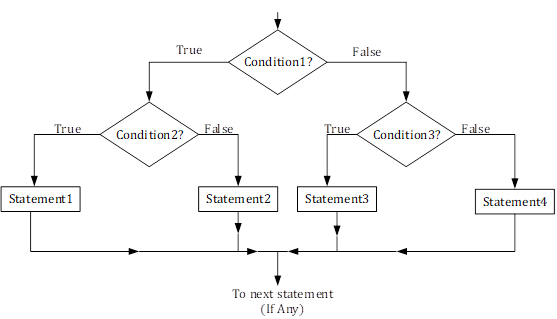 True
False
Condition1?
True
Condition2?
False
True
Condition3?
False
Statement1
Statement2
Statement3
Statement4
To next statement
(If Any)